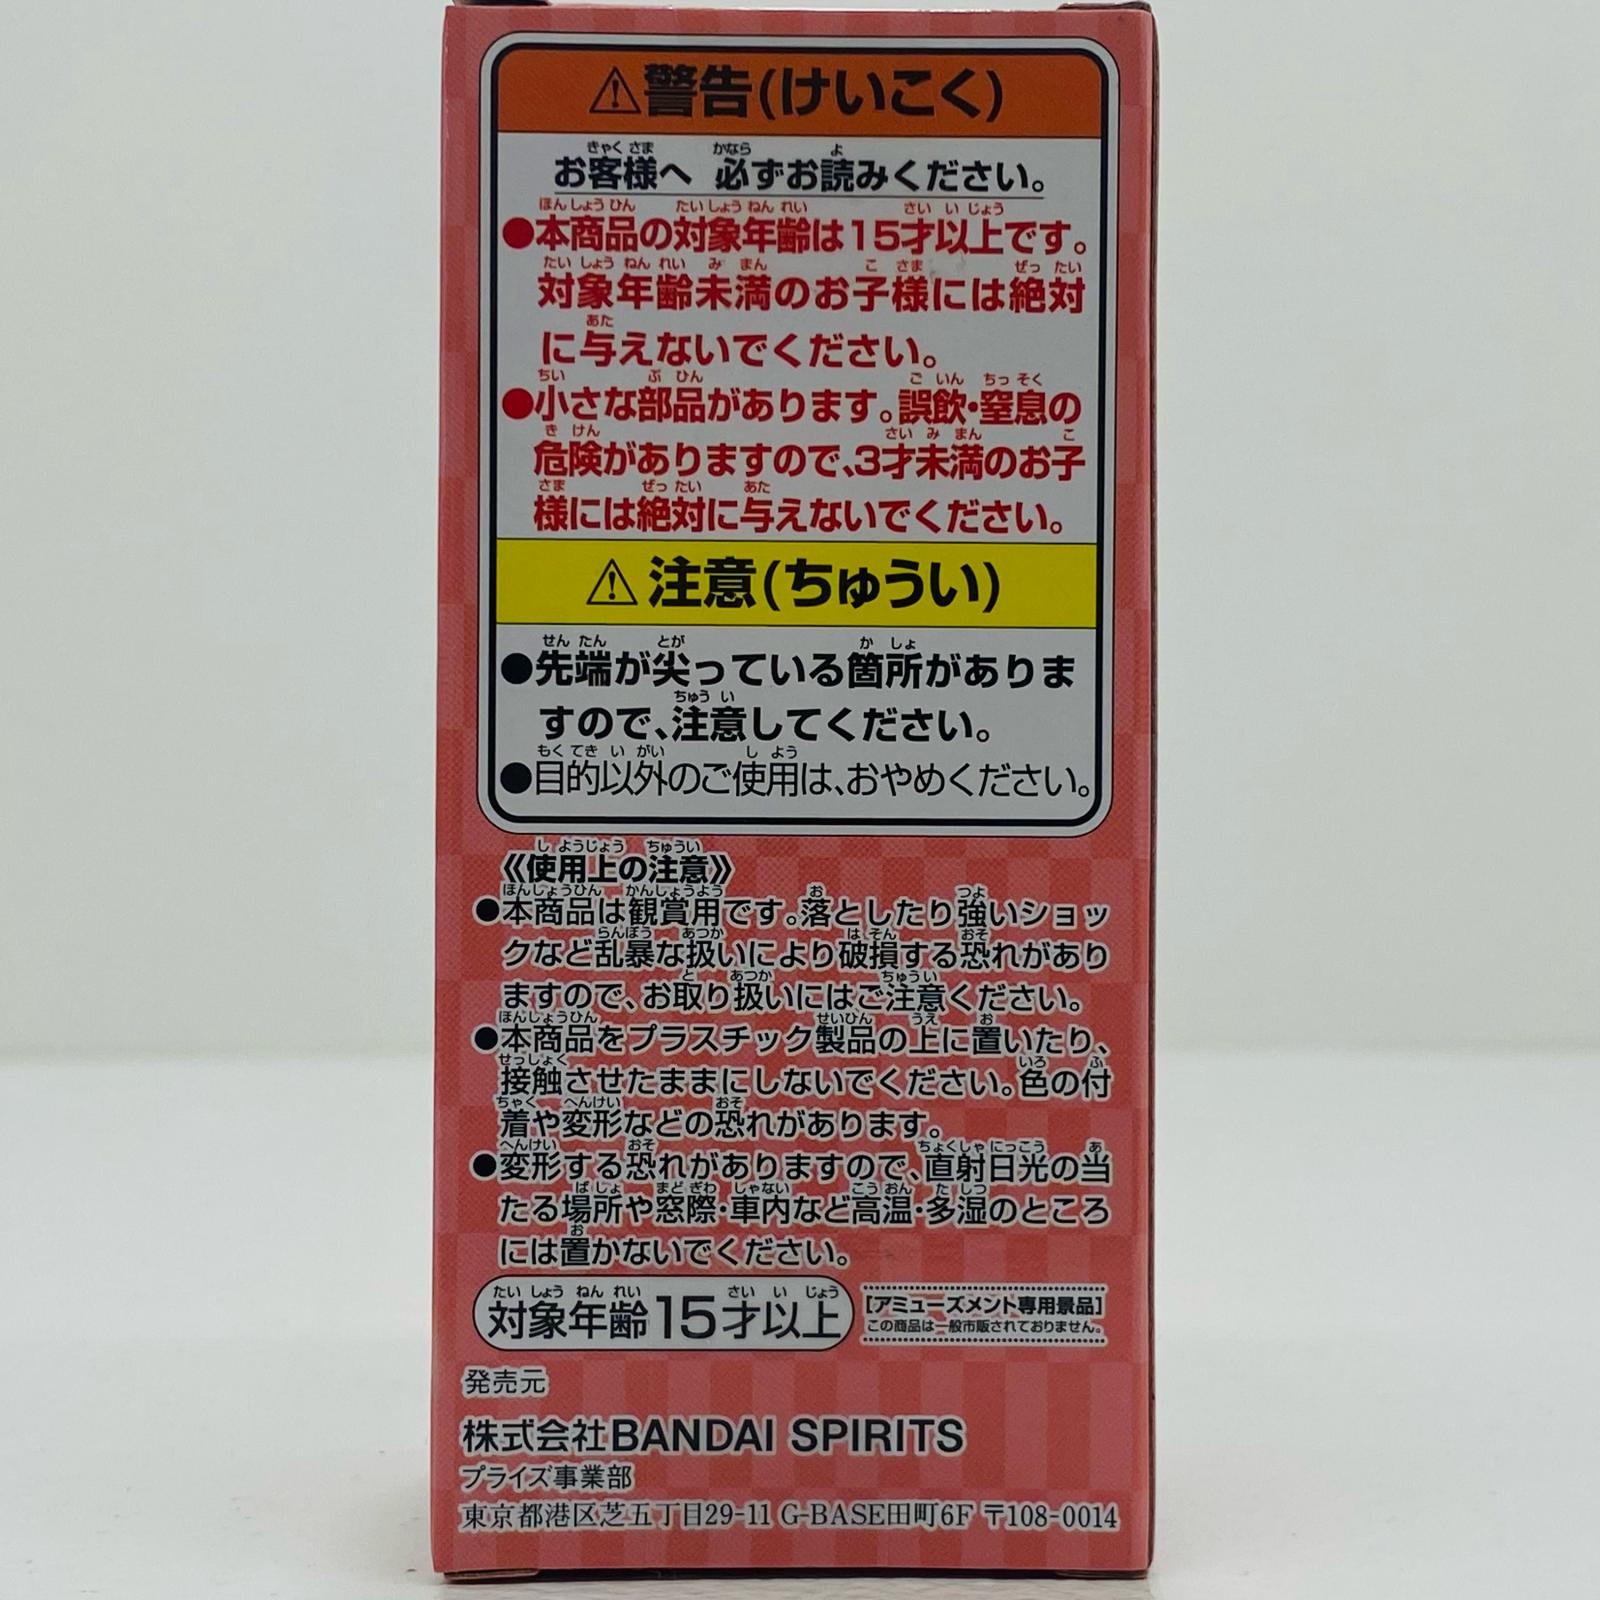 ⚠警告(けいこく)
お客様へ 必ずお読みください。
●本商品の対象年齢は15才以上です。
対象年齢未満のお子様には絶対
に与えないでください。
●小さな部品があります。誤飲・窒息の
危険がありますので、3才未満のお子
様には絶対に与えないでください。
⚠注意(ちゅうい)
●先端が尖っている箇所がありま
すので、注意してください。
●目的以外のご使用は、おやめください。
《使用上の注意》
●本商品は観賞用です。落としたり強いショッ
クなど乱暴な扱いにより破損する恐れがあり
ますので、お取り扱いにはご注意ください。
●本商品をプラスチック製品の上に置いたり、
接触させたままにしないでください。色の付
着や変形などの恐れがあります。
●変形する恐れがありますので、直射日光の当
たる場所や窓際・車内など高温・多湿のところ
には置かないでください。
対象年齢15才以上
[アミューズメント専用景品]
この商品は一般市販されておりません。
発売元
株式会社BANDAI SPIRITS
プライズ事業部
東京都港区芝五丁目29-11 G-BASE田町6F 〒108-0014